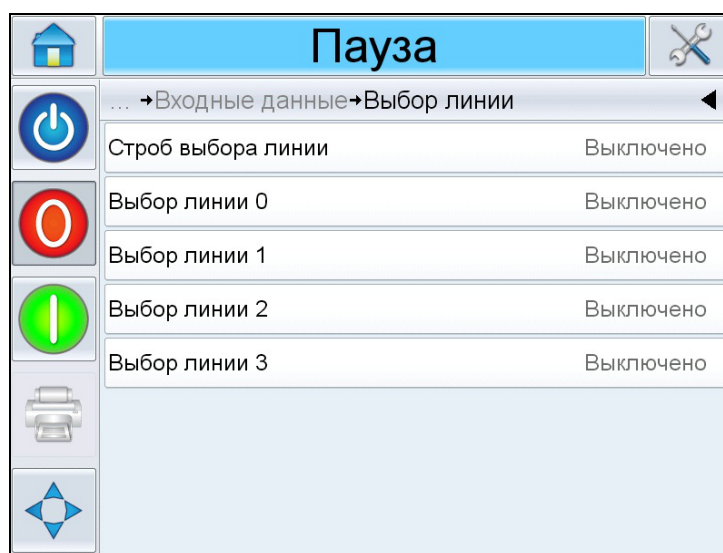 Пауза
... →Входные данные→Выбор линии
Строб выбора линии Выключено
Выбор линии 0 Выключено
Выбор линии 1 Выключено
Выбор линии 2 Выключено
Выбор линии 3 Выключено